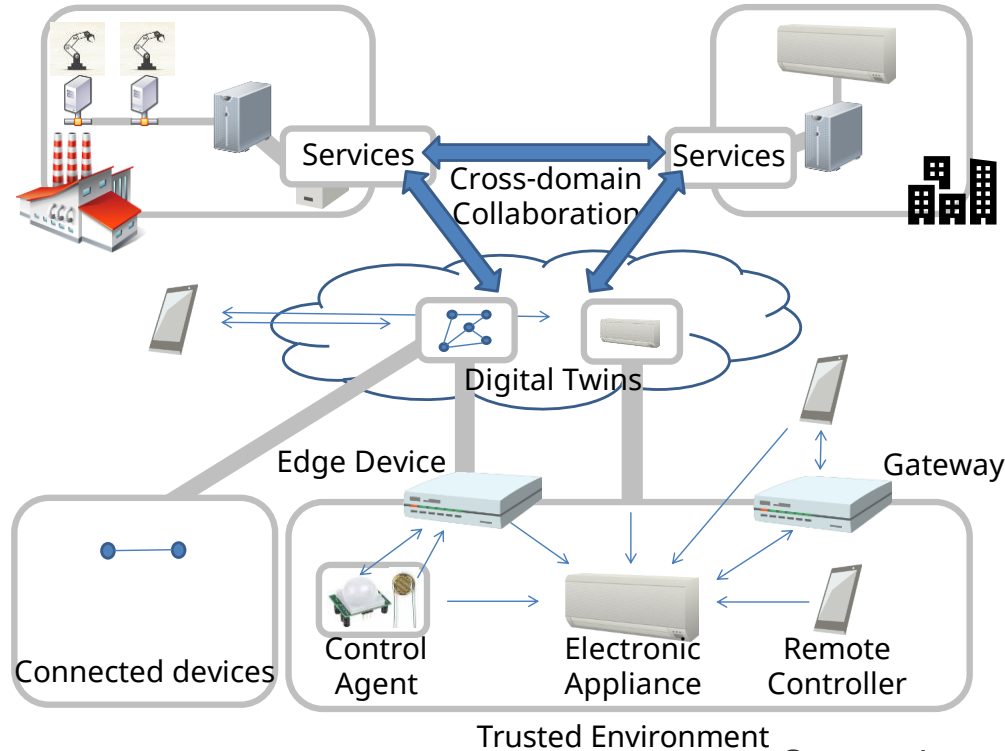 Services
Services
Cross-domain
Collaboration
Digital Twins
Edge Device
Gateway
Connected devices
Control
Agent
Electronic
Appliance
Remote
Controller
Trusted Environment